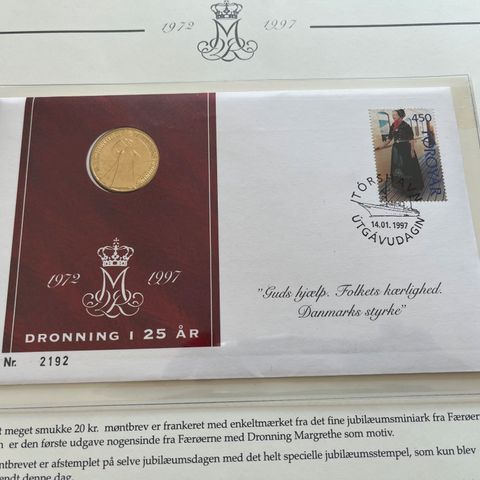 1972 1997
450
FØROYAR
TÓRSHAVN
14.01.1997
ÚTGÁVUDAGIN
1972 1997
DRONNING I 25 ÅR
Nr. 2192
"Guds hjælp. Folkets kærlighed.
Danmarks styrke"
t meget smukke 20 kr. møntbrev er frankeret med enkeltmærket fra det fine jubilæumsminiark fra Færøer
n er den første udgave nogensinde fra Færøerne med Dronning Margrethe som motiv.
ntbrevet er afstemplet på selve jubilæumsdagen med det helt specielle jubilæumsstempel, som kun blev
endt denne dag.